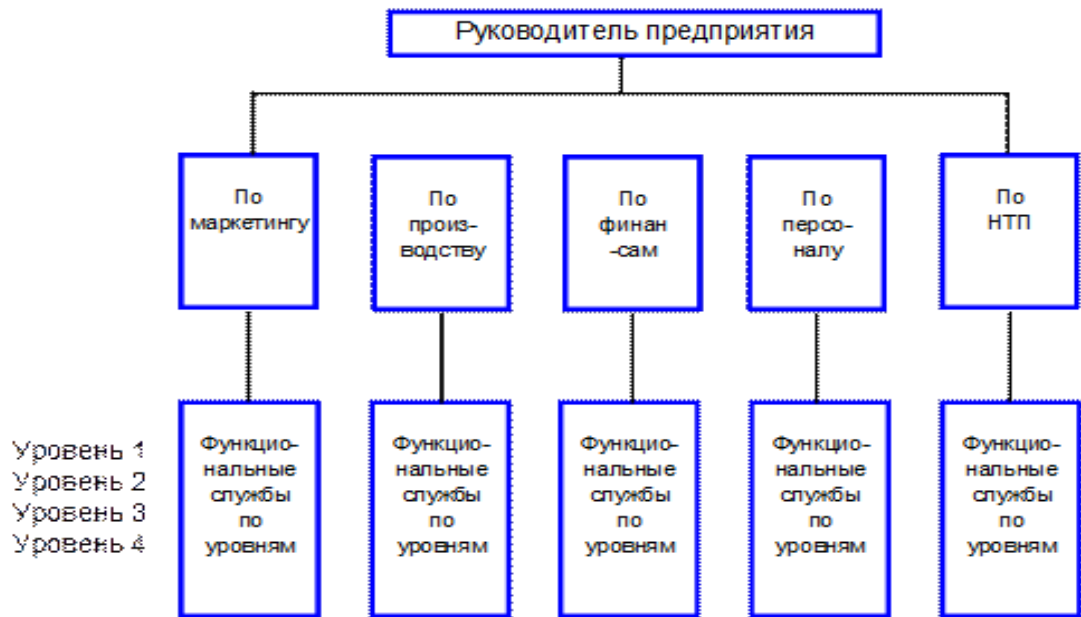 Руководитель предприятия
По
маркетингу
По
произ-
водству
По
финан
-сам
По
персо-
налу
По
НТП
Уровень 1
Уровень 2
Уровень 3
Уровень 4
Функцио-
нальные
службы
по
уровням
Функцио-
нальные
службы
по
уровням
Функцио-
нальные
службы
по
уровням
Функцио-
нальные
службы
по
уровням
Функцио-
нальные
службы
по
уровням